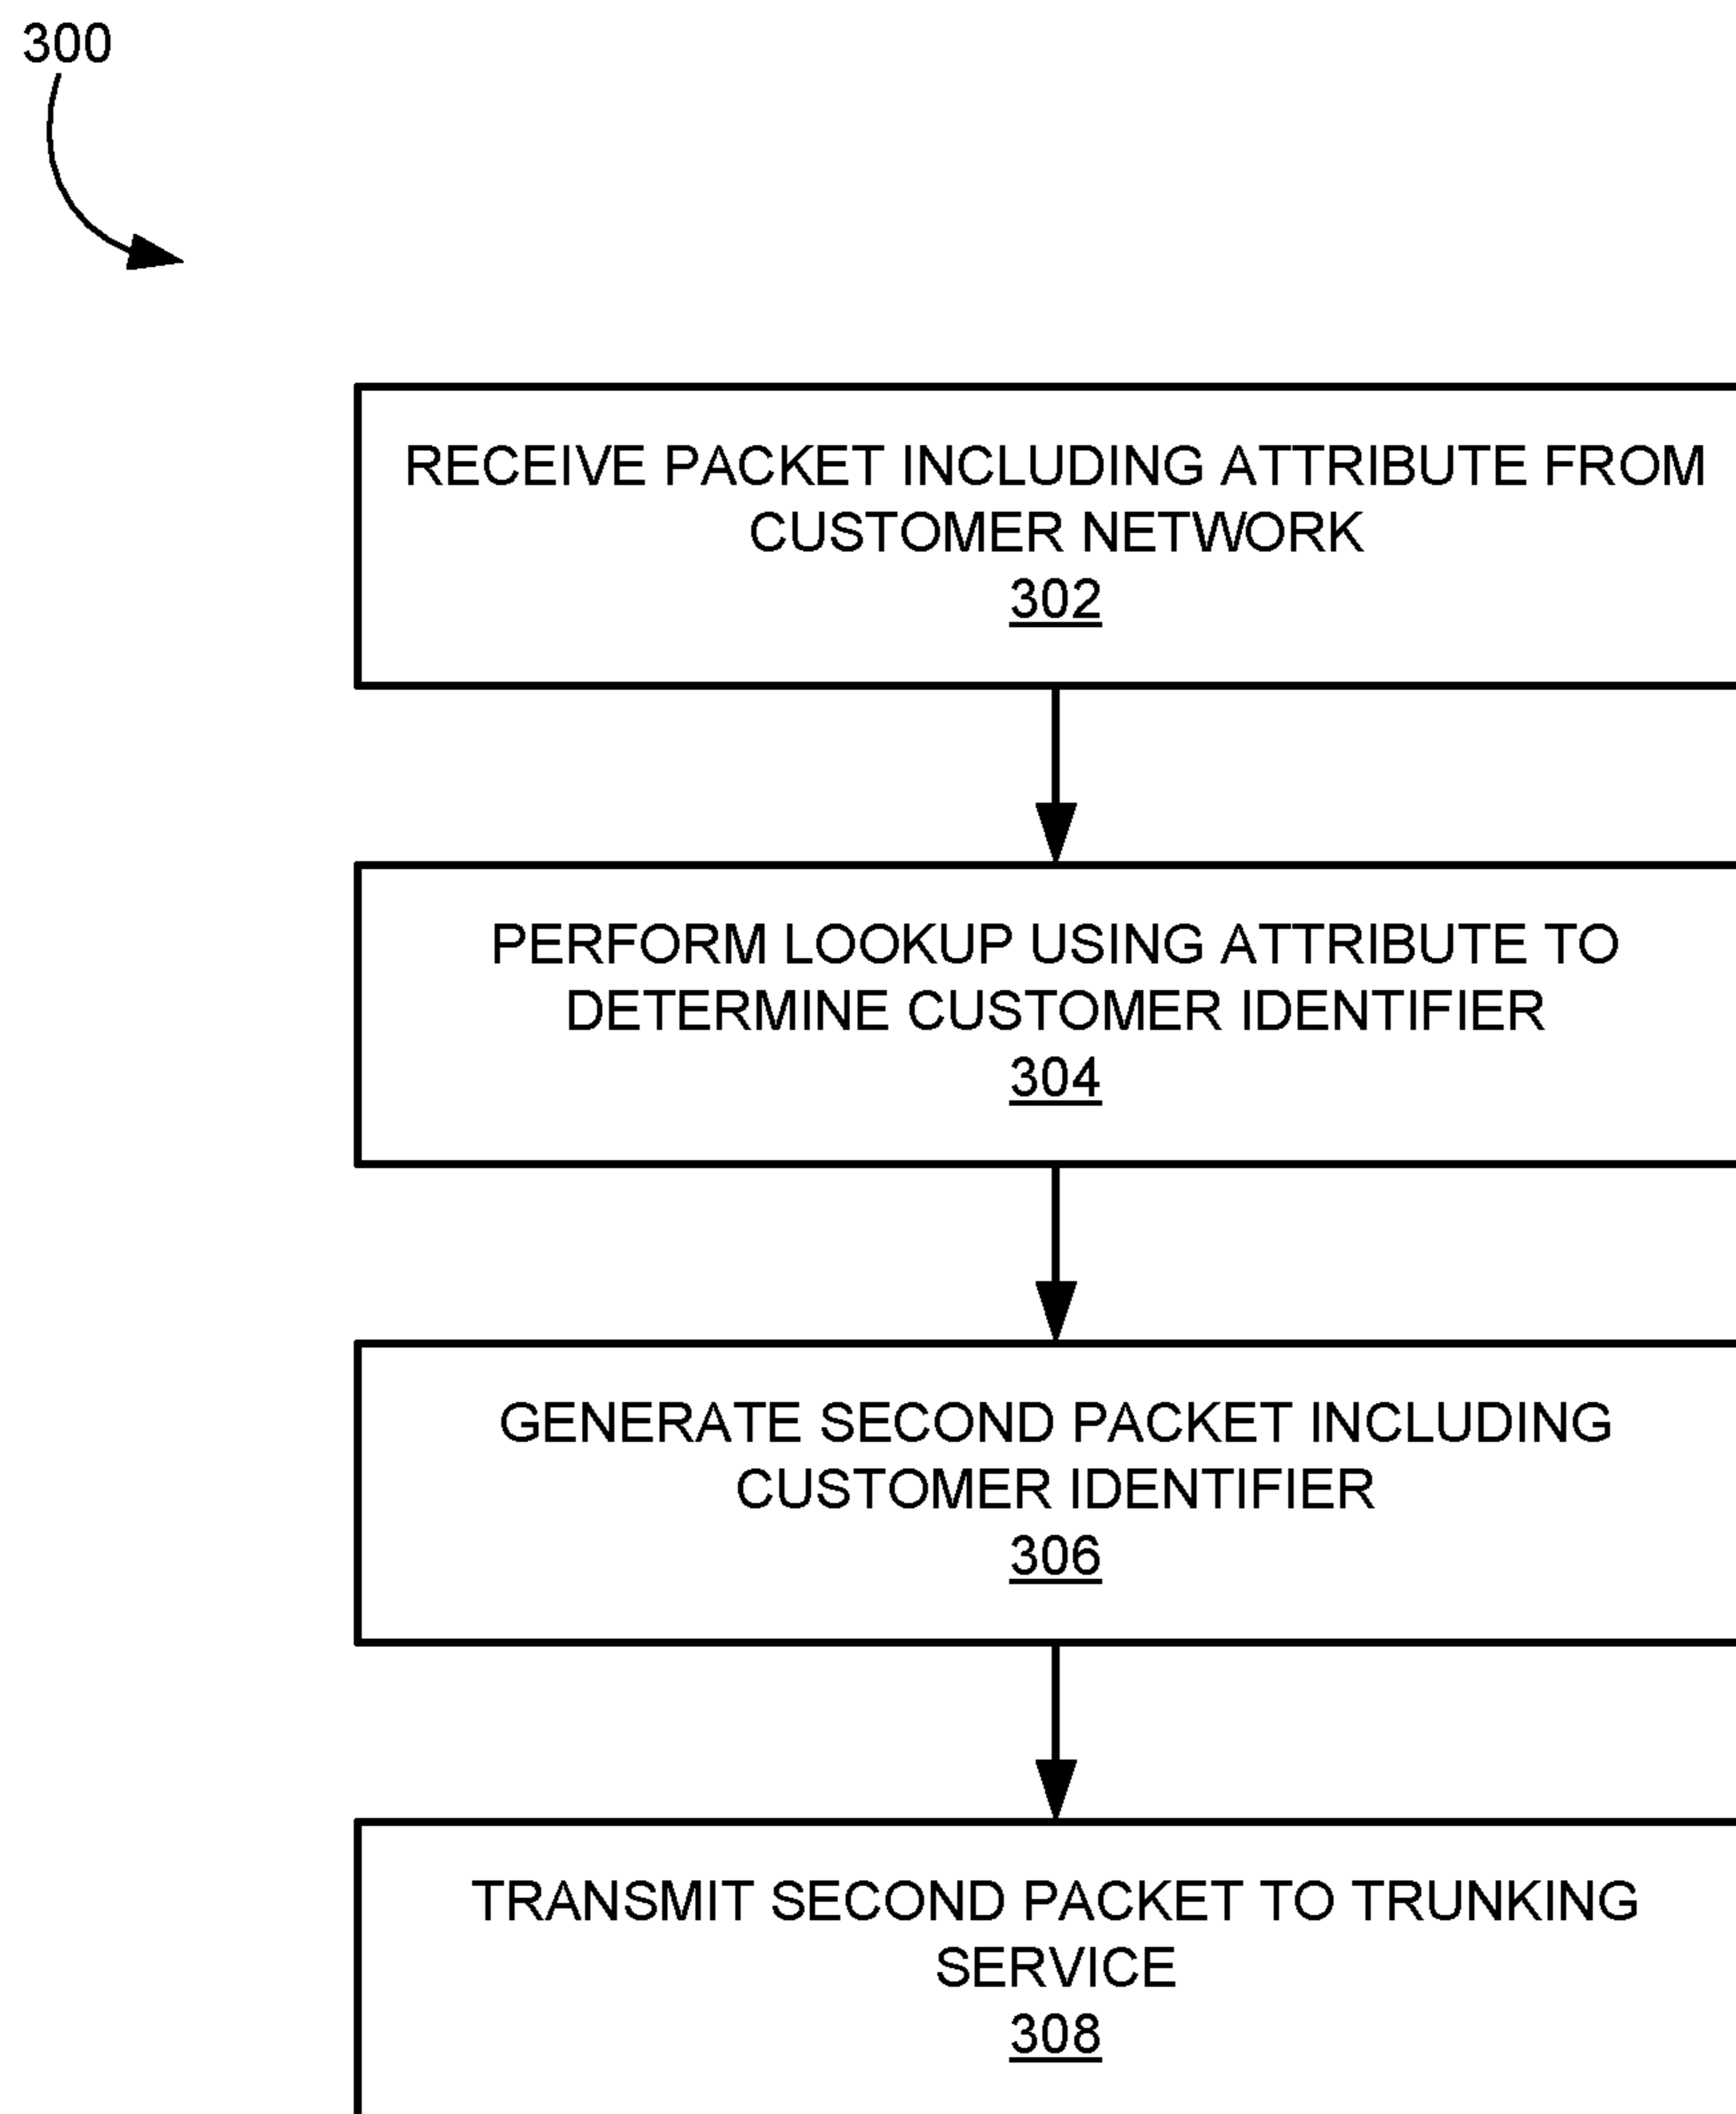 300
RECEIVE PACKET INCLUDING ATTRIBUTE FROM
CUSTOMER NETWORK
302
PERFORM LOOKUP USING ATTRIBUTE TO
DETERMINE CUSTOMER IDENTIFIER
304
GENERATE SECOND PACKET INCLUDING
CUSTOMER IDENTIFIER
306
TRANSMIT SECOND PACKET TO TRUNKING
SERVICE
308